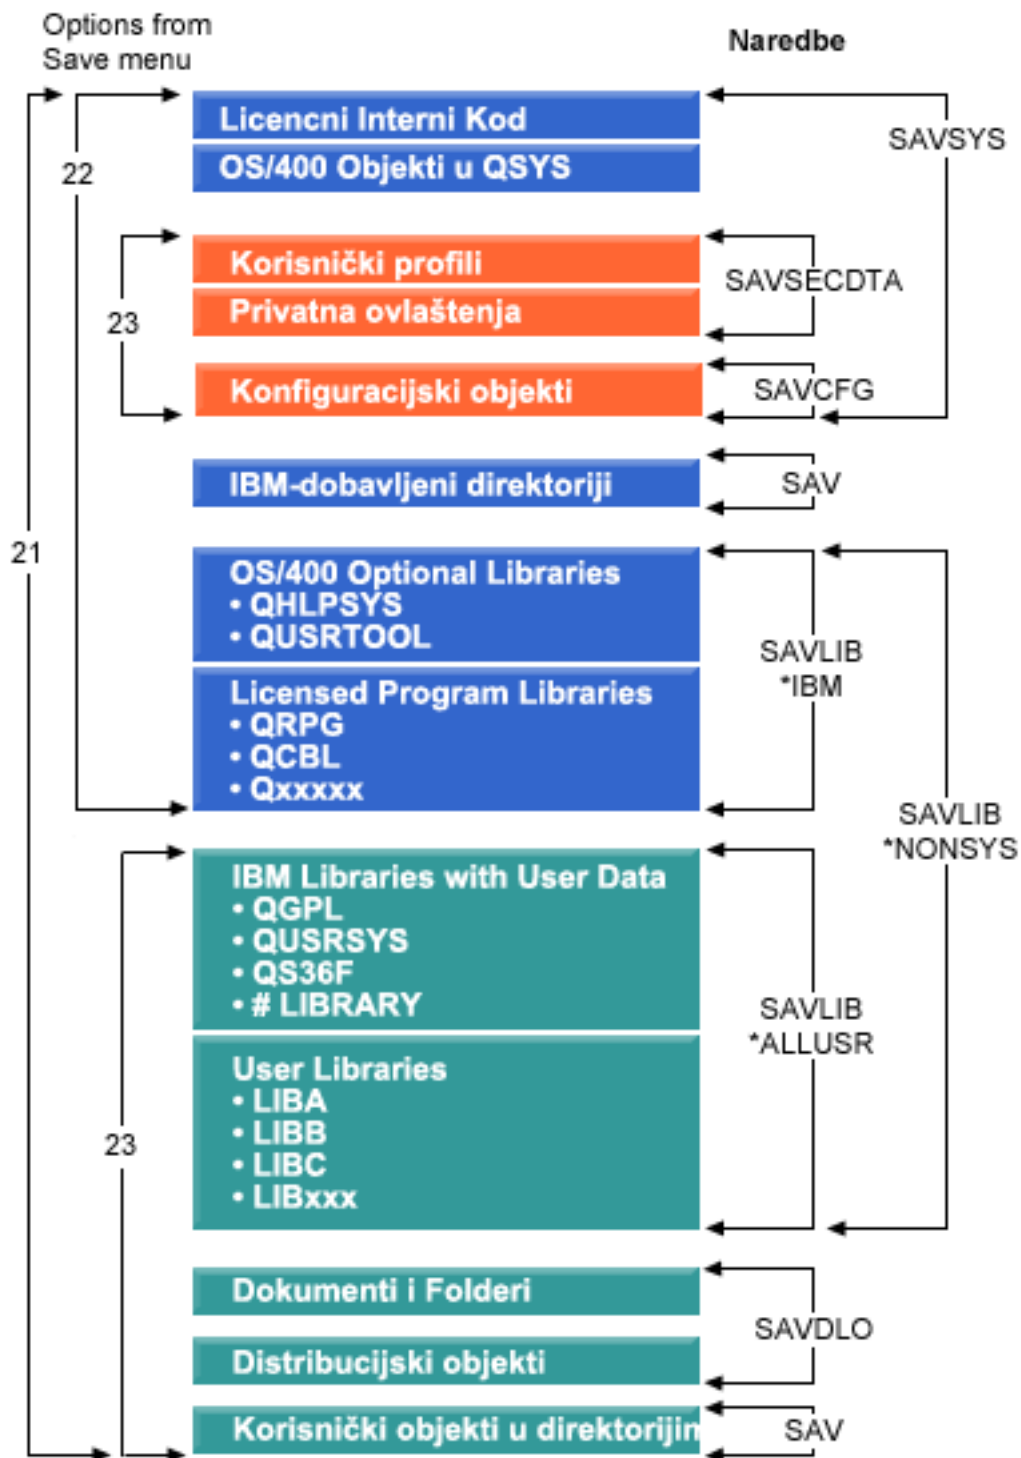 Options from
Save menu
Naredbe
Licencni Interni Kod
SAVSYS
OS/400 Objekti u QSYS
22
Korisnički profili
SAVSECDTA
Privatna ovlaštenja
23
Konfiguracijski objekti
SAVCFG
IBM-dobavljeni direktoriji
SAV
21
OS/400 Optional Libraries
• QHLPSYS
• QUSRTOOL
SAVLIB
*IBM
Licensed Program Libraries
• QRPG
• QCBL
• Qxxxxx
SAVLIB
*NONSYS
IBM Libraries with User Data
• QGPL
• QUSRSYS
• QS36F
• # LIBRARY
SAVLIB
*ALLUSR
User Libraries
• LIBA
• LIBB
• LIBC
• LIBxxx
23
Dokumenti i Folderi
SAVDLO
Distribucijski objekti
Korisnički objekti u direktorijin
SAV